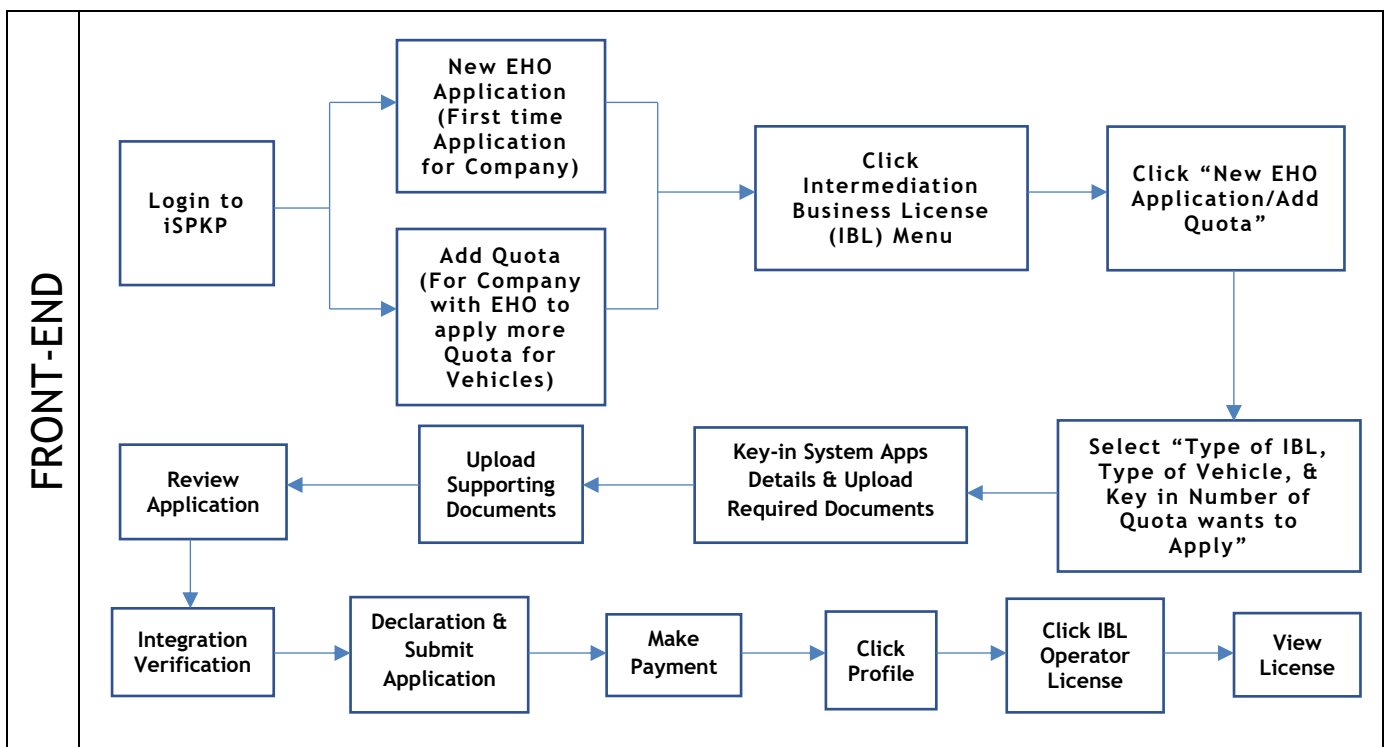 FRONT-END
Login to
iSPKP
New EHO
Application
(First time
Application
for Company)
Add Quota
(For Company
with EHO to
apply more
Quota for
Vehicles)
Click
Intermediation
Business License
(IBL) Menu
Click “New EHO
Application/Add
Quota”
Select “Type of IBL,
Type of Vehicle, &
Key in Number of
Quota wants to
Apply”
Key-in System Apps
Details & Upload
Required Documents
Upload
Supporting
Documents
Review
Application
Integration
Verification
Declaration &
Submit
Application
Make
Payment
Click
Profile
Click IBL
Operator
License
View
License